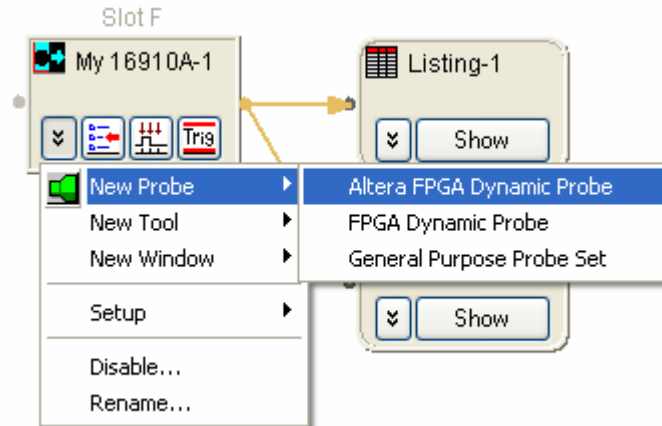 Slot F
My 16910A-1
Listing-1
Trig
Show
New Probe
Altera FPGA Dynamic Probe
New Tool
FPGA Dynamic Probe
New Window
General Purpose Probe Set
Setup
Show
Disable...
Rename...